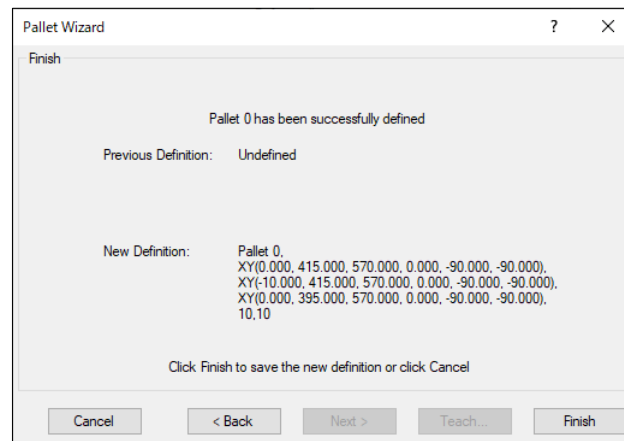 Pallet Wizard
?
Finish
Pallet 0 has been successfully defined
Previous Definition: Undefined
New Definition: Pallet 0,
XY(0.000, 415.000, 570.000, 0.000, -90.000, -90.000),
XY(-10.000, 415.000, 570.000, 0.000, -90.000, -90.000),
XY(0.000, 395.000, 570.000, 0.000, -90.000, -90.000),
10,10
Click Finish to save the new definition or click Cancel
Cancel < Back Next > Teach... Finish